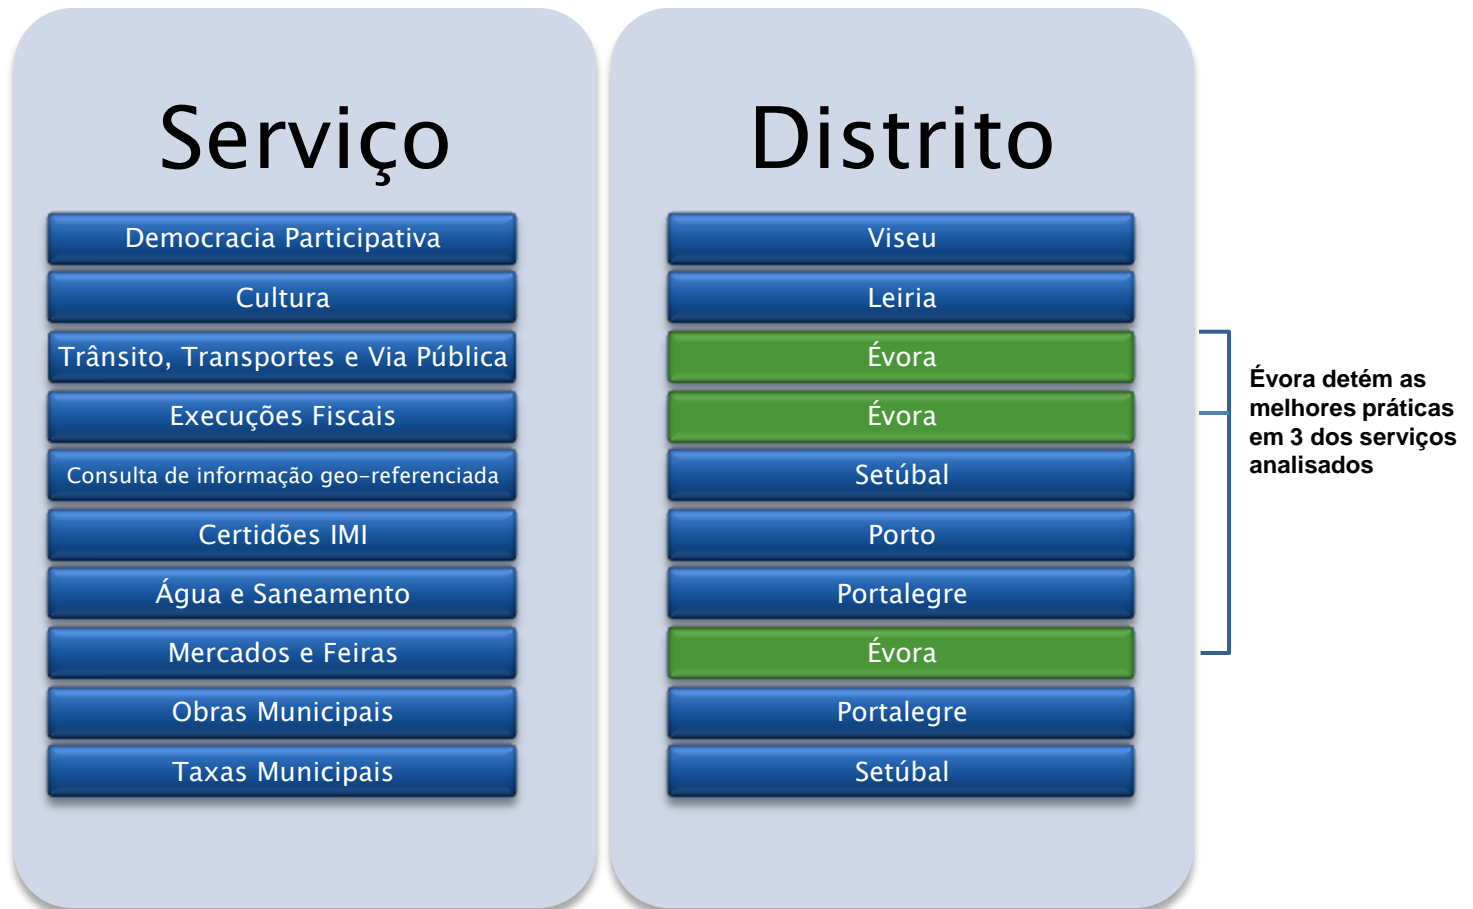 Serviço
Democracia Participativa
Cultura
Trânsito, Transportes e Via Pública
Execuções Fiscais
Consulta de informação geo-referenciada
Certidões IMI
Água e Saneamento
Mercados e Feiras
Obras Municipais
Taxas Municipais
Distrito
Viseu
Leiria
Évora
Évora
Setúbal
Porto
Portalegre
Évora
Portalegre
Setúbal
Évora detém as
melhores práticas
em 3 dos serviços
analisados